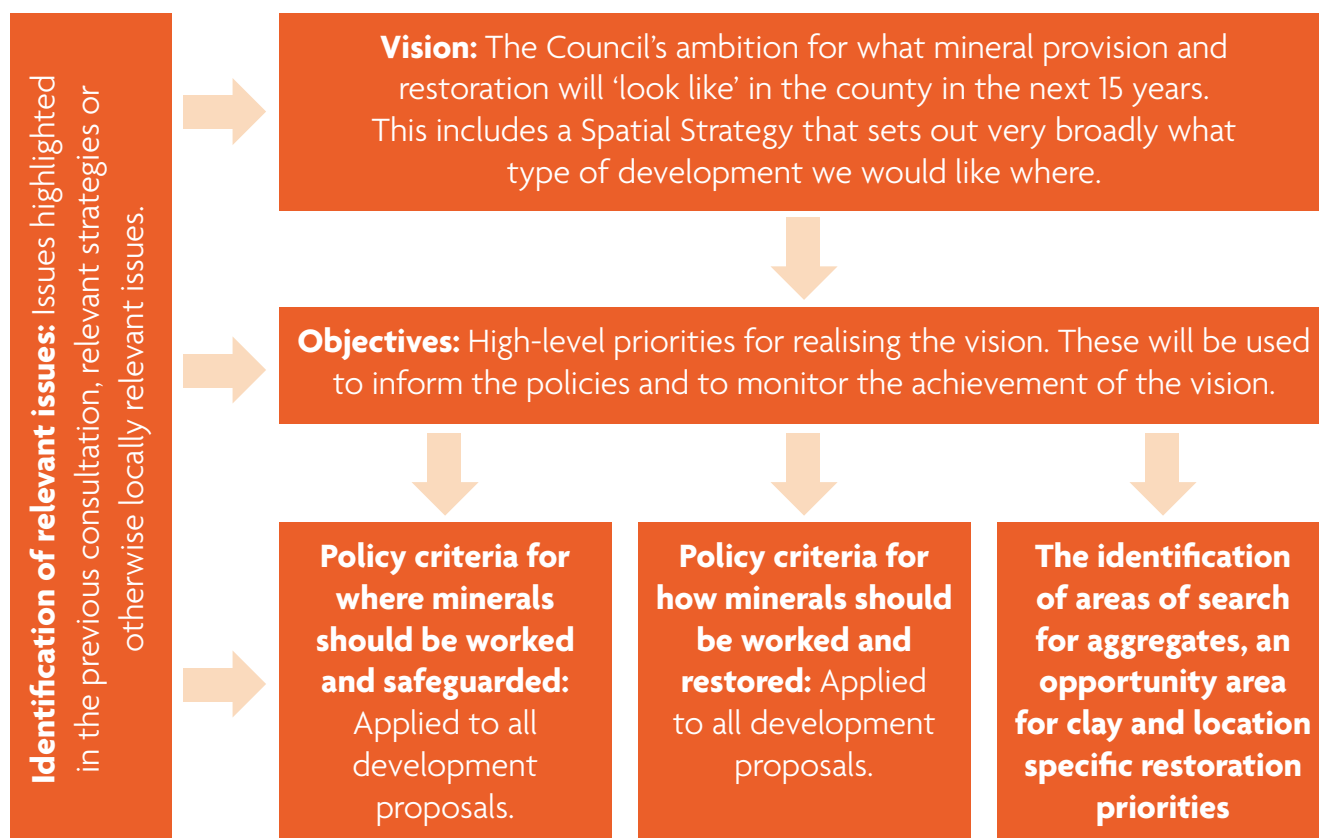 Identification of relevant issues: Issues highlighted
in the previous consultation, relevant strategies or
otherwise locally relevant issues.
Vision: The Council’s ambition for what mineral provision and
restoration will ‘look like’ in the county in the next 15 years.
This includes a Spatial Strategy that sets out very broadly what
type of development we would like where.
Objectives: High-level priorities for realising the vision. These will be used
to inform the policies and to monitor the achievement of the vision.
Policy criteria for
where minerals
should be worked
and safeguarded:
Applied to all
development
proposals.
Policy criteria for
how minerals should
be worked and
restored: Applied
to all development
proposals.
The identification
of areas of search
for aggregates, an
opportunity area
for clay and location
specific restoration
priorities